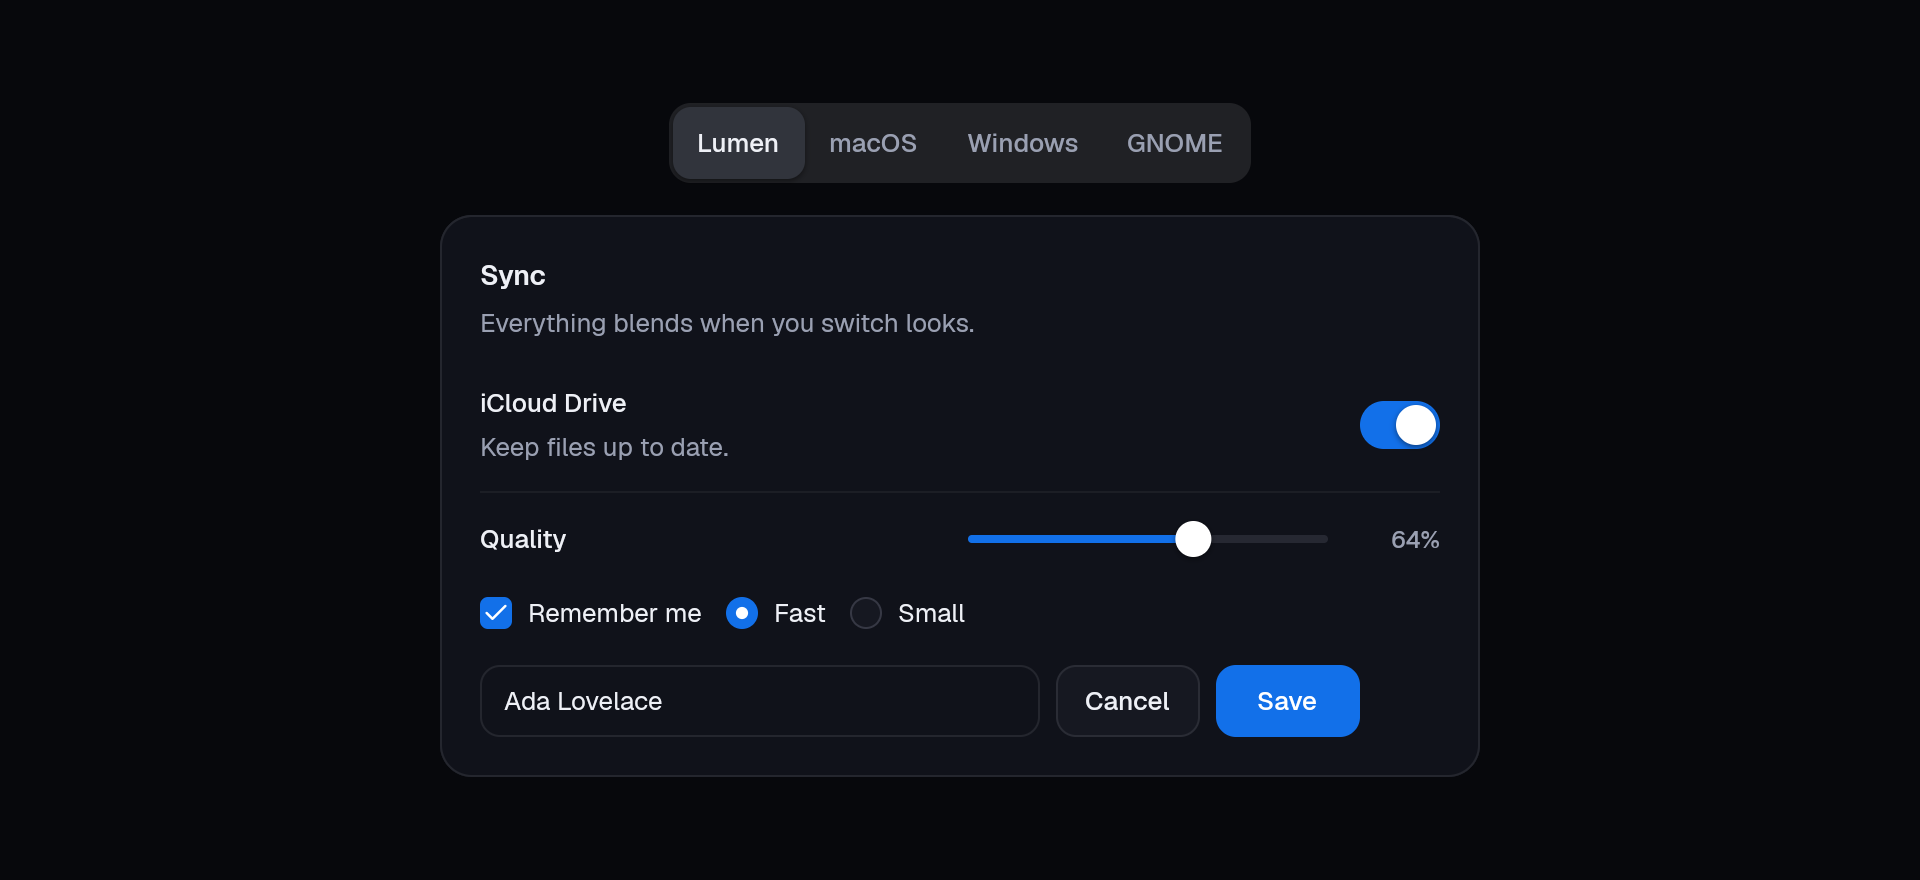 Lumen macOS Windows GNOME
Sync
Everything blends when you switch looks.
iCloud Drive
Keep files up to date.
Quality 64%
Remember me Fast Small
Ada Lovelace Cancel Save